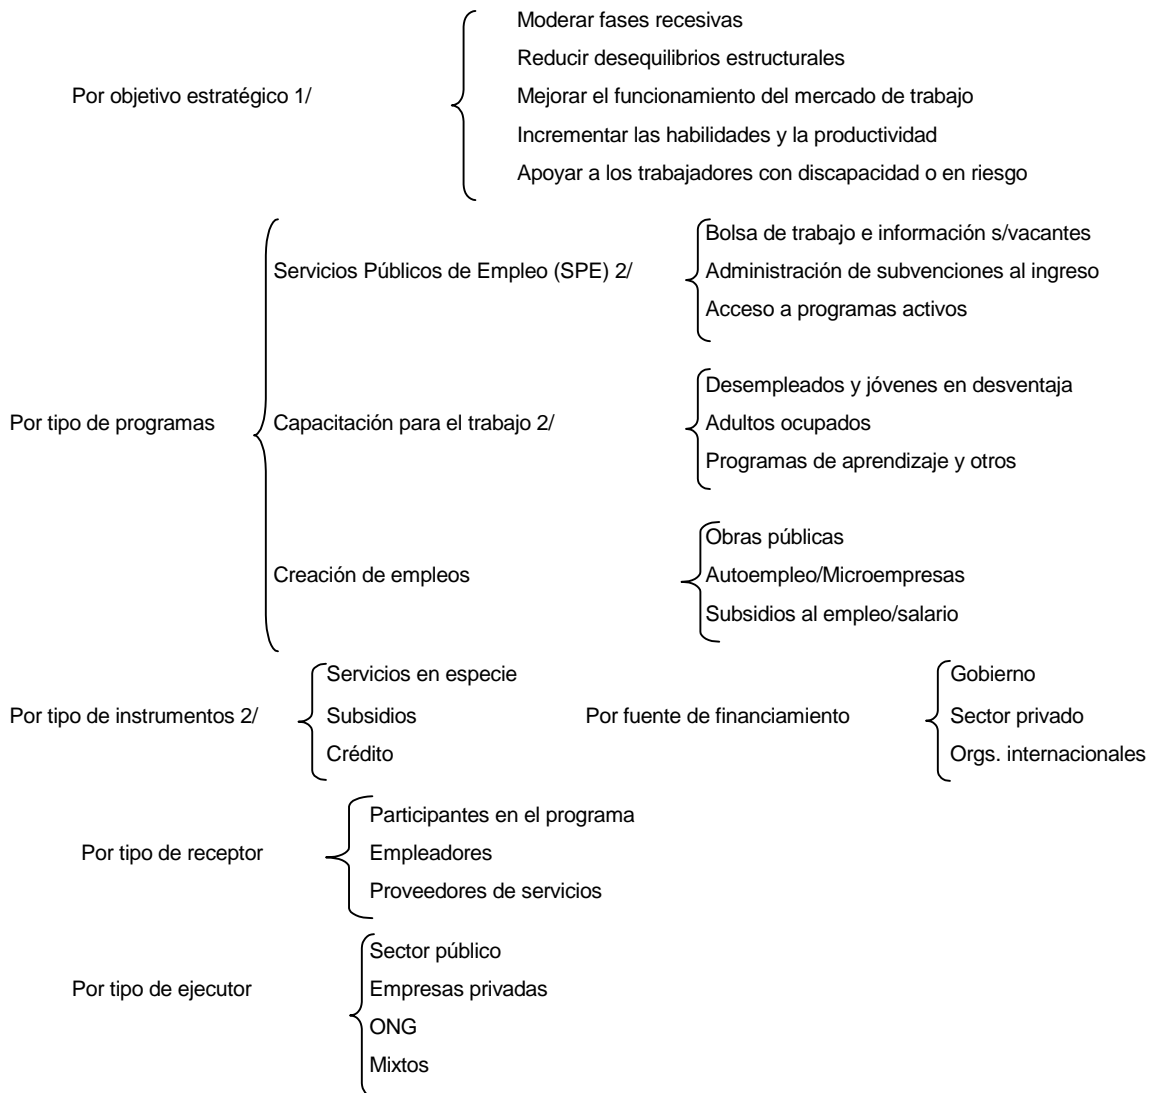 Moderar fases recesivas
Reducir desequilibrios estructurales
Por objetivo estratégico 1/
Mejorar el funcionamiento del mercado de trabajo
Incrementar las habilidades y la productividad
Apoyar a los trabajadores con discapacidad o en riesgo
Por tipo de programas
Servicios Públicos de Empleo (SPE) 2/
Bolsa de trabajo e información s/vacantes
Administración de subvenciones al ingreso
Acceso a programas activos
Capacitación para el trabajo 2/
Desempleados y jóvenes en desventaja
Adultos ocupados
Programas de aprendizaje y otros
Creación de empleos
Obras públicas
Autoempleo/Microempresas
Subsidios al empleo/salario
Por tipo de instrumentos 2/
Servicios en especie
Subsidios
Crédito
Por fuente de financiamiento
Gobierno
Sector privado
Orgs. internacionales
Por tipo de receptor
Participantes en el programa
Empleadores
Proveedores de servicios
Por tipo de ejecutor
Sector público
Empresas privadas
ONG
Mixtos